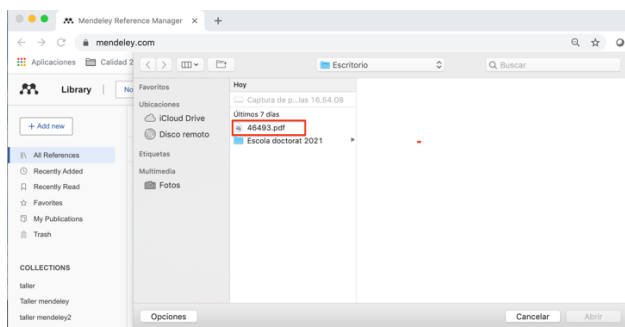 Mendeley Reference Manager
mendeley.com
Aplicaciones
Calidad 2
Escritorio
Buscar
Library
No
+ Add new
All References
Recently Added
Recently Read
Favorites
My Publications
Trash
COLLECTIONS
taller
Taller mendeley
taller mendeley2
Favoritos
Ubicaciones
iCloud Drive
Disco remoto
Etiquetas
Multimedia
Fotos
Hoy
Captura de p...las 16.54.08
Últimos 7 días
46493.pdf
Escola doctorat 2021
Opciones
Cancelar
Abrir